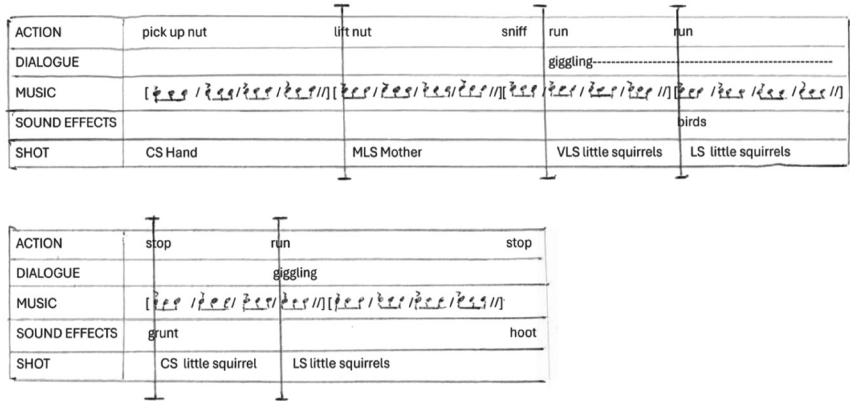 ACTION pick up nut lift nut sniff run run
DIALOGUE giggling
MUSIC
SOUND EFFECTS birds
SHOT CS Hand MLS Mother VLS little squirrels LS little squirrels
ACTION stop run stop
DIALOGUE giggling
MUSIC
SOUND EFFECTS grunt hoot
SHOT CS little squirrel LS little squirrels